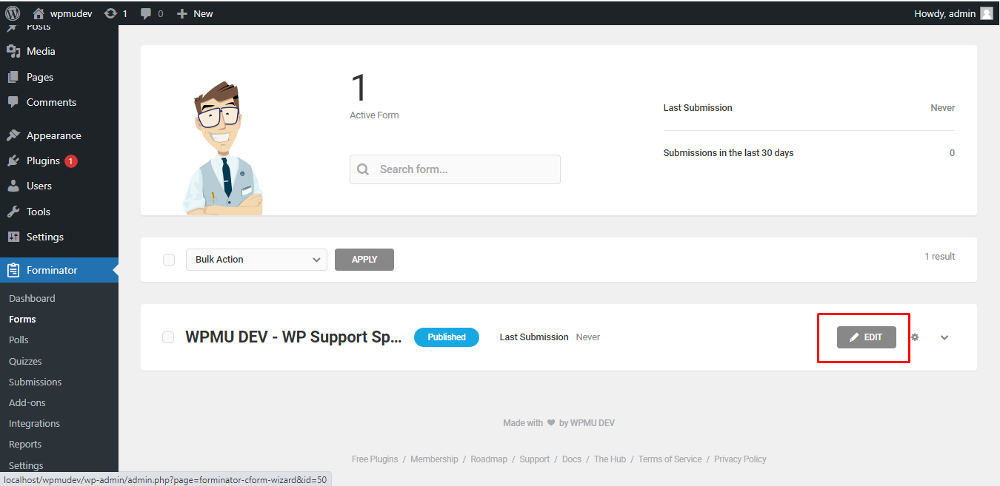 wpmudev 1 0 New Howdy, admin
Posts
Media
Pages
Comments
Appearance
Plugins 1
Users
Tools
Settings
Forminator
Dashboard
Forms
Polls
Quizzes
Submissions
Add-ons
Integrations
Reports
Settings
1
Active Form
Search form...
Last Submission Never
Submissions in the last 30 days 0
Bulk Action APPLY 1 result
WPMU DEV - WP Support Sp... Published Last Submission Never EDIT
Made with ♥ by WPMU DEV
Free Plugins / Membership / Roadmap / Support / Docs / The Hub / Terms of Service / Privacy Policy
localhost/wpmudev/wp-admin/admin.php?page=forminator-cform-wizard&id=50